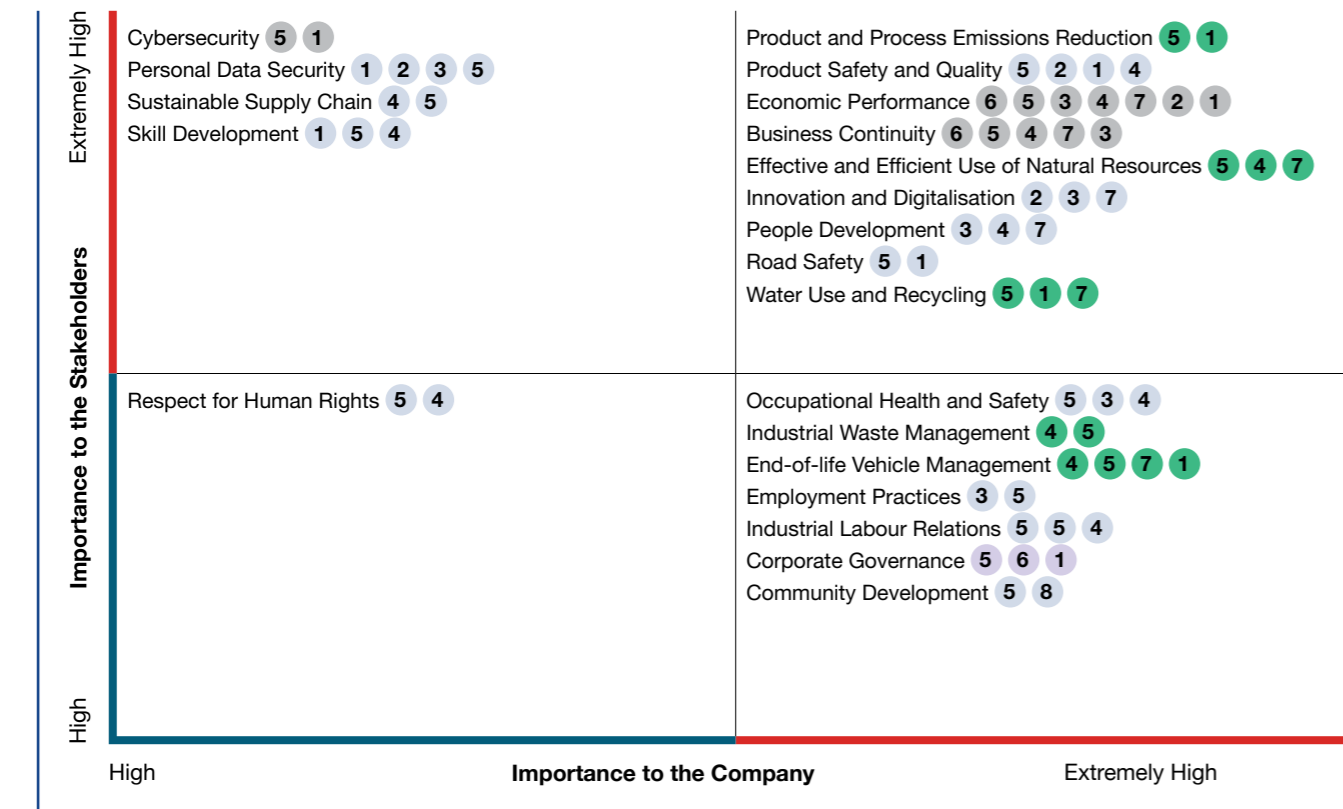 Extremely High
Importance to the Stakeholders
High
Cybersecurity 5 1
Personal Data Security 1 2 3 5
Sustainable Supply Chain 4 5
Skill Development 1 5 4
Product and Process Emissions Reduction 5 1
Product Safety and Quality 5 2 1 4
Economic Performance 6 5 3 4 7 2 1
Business Continuity 6 5 4 7 3
Effective and Efficient Use of Natural Resources 5 4 7
Innovation and Digitalisation 2 3 7
People Development 3 4 7
Road Safety 5 1
Water Use and Recycling 5 1 7
Respect for Human Rights 5 4
Occupational Health and Safety 5 3 4
Industrial Waste Management 4 5
End-of-life Vehicle Management 4 5 7 1
Employment Practices 3 5
Industrial Labour Relations 5 5 4
Corporate Governance 5 6 1
Community Development 5 8
High
Importance to the Company
Extremely High